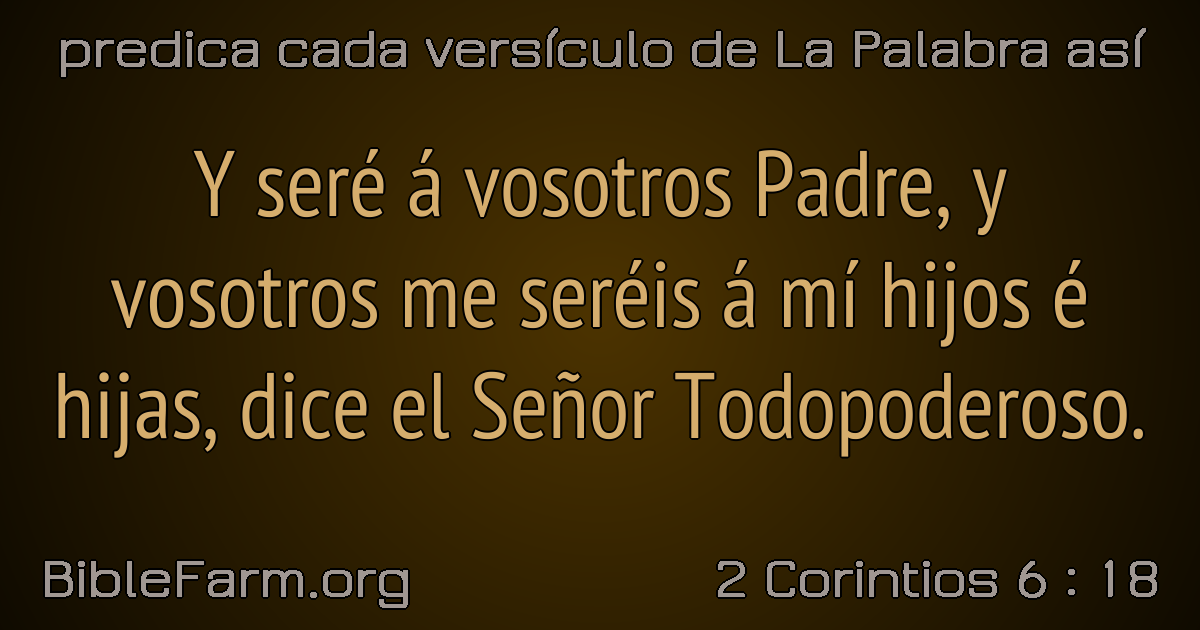 predica cada versículo de La Palabra así
Y seré á vosotros Padre, y
vosotros me seréis á mí hijos é
hijas, dice el Señor Todopoderoso.
BibleFarm.org
2 Corintios 6 : 18